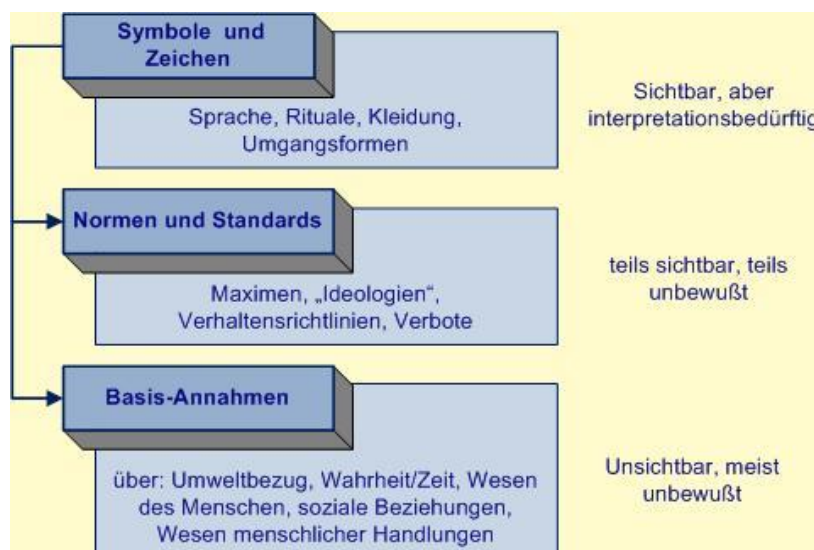 Symbole und
Zeichen
Sprache, Rituale, Kleidung,
Umgangsformen
Sichtbar, aber
interpretationsbedürftig
Normen und Standards
Maximen, „Ideologien“,
Verhaltensrichtlinien, Verbote
teils sichtbar, teils
unbewußt
Basis-Annahmen
über: Umweltbezug, Wahrheit/Zeit, Wesen
des Menschen, soziale Beziehungen,
Wesen menschlicher Handlungen
Unsichtbar, meist
unbewußt